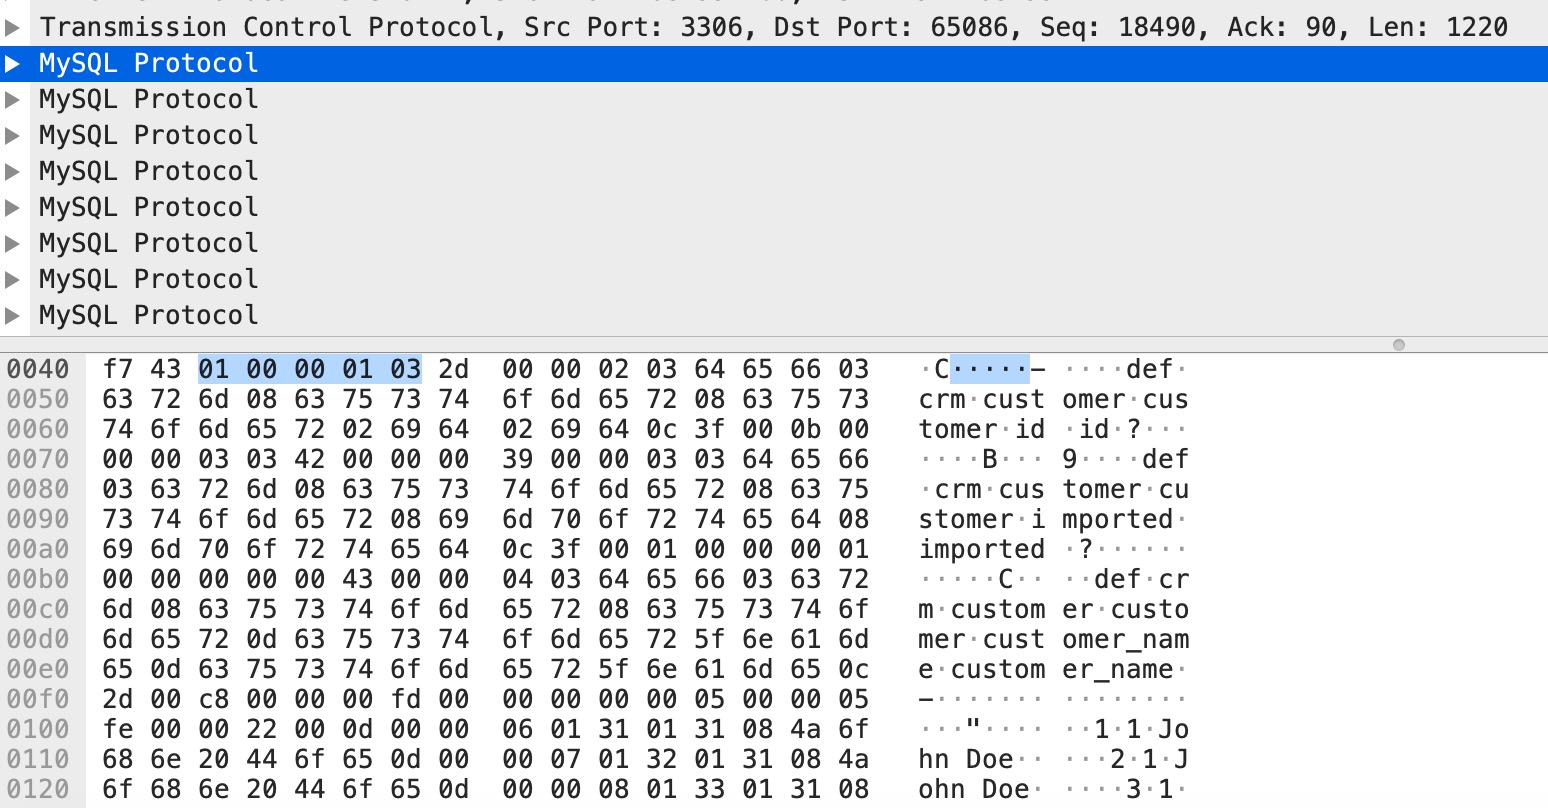 Transmission Control Protocol, Src Port: 3306, Dst Port: 65086, Seq: 18490, Ack: 90, Len: 1220
MySQL Protocol
MySQL Protocol
MySQL Protocol
MySQL Protocol
MySQL Protocol
MySQL Protocol
MySQL Protocol
MySQL Protocol
0040 f7 43 01 00 00 01 03 2d 00 00 02 03 64 65 66 03 ·C·····- ····def·
0050 63 72 6d 08 63 75 73 74 6f 6d 65 72 08 63 75 73 crm·cust omer·cus
0060 74 6f 6d 65 72 02 69 64 02 69 64 0c 3f 00 0b 00 tomer·id ·id·?···
0070 00 00 03 03 42 00 00 00 39 00 00 03 03 64 65 66 ····B··· 9····def
0080 03 63 72 6d 08 63 75 73 74 6f 6d 65 72 08 63 75 ·crm·cus tomer·cu
0090 73 74 6f 6d 65 72 08 69 6d 70 6f 72 74 65 64 08 stomer·i mported·
00a0 69 6d 70 6f 72 74 65 64 0c 3f 00 01 00 00 00 01 imported ·?······
00b0 00 00 00 00 00 43 00 00 04 03 64 65 66 03 63 72 ·····C·· ··def·cr
00c0 6d 08 63 75 73 74 6f 6d 65 72 08 63 75 73 74 6f m·custom er·custo
00d0 6d 65 72 0d 63 75 73 74 6f 6d 65 72 5f 6e 61 6d mer·cust omer_nam
00e0 65 0d 63 75 73 74 6f 6d 65 72 5f 6e 61 6d 65 0c e·custom er_name·
00f0 2d 00 c8 00 00 00 fd 00 00 00 00 00 05 00 00 05 -······· ········
0100 fe 00 00 22 00 0d 00 00 06 01 31 01 31 08 4a 6f ···"···· ··1·1·Jo
0110 68 6e 20 44 6f 65 0d 00 00 07 01 32 01 31 08 4a hn Doe·· ···2·1·J
0120 6f 68 6e 20 44 6f 65 0d 00 00 08 01 33 01 31 08 ohn Doe· ····3·1·